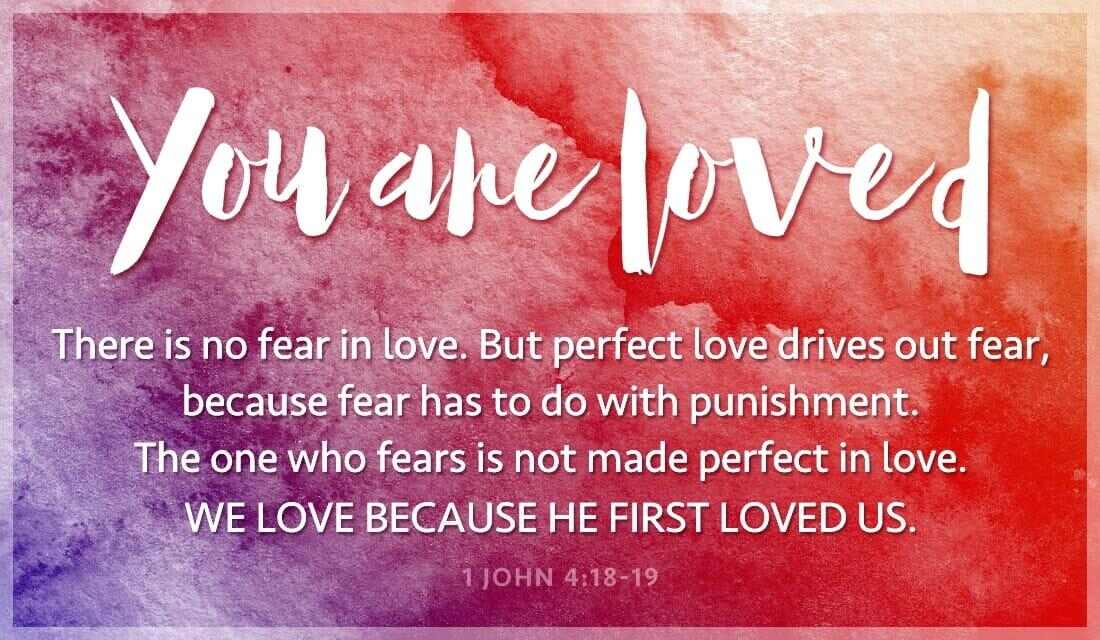 You are loved
There is no fear in love. But perfect love drives out fear,
because fear has to do with punishment.
The one who fears is not made perfect in love.
WE LOVE BECAUSE HE FIRST LOVED US.
1 JOHN 4:18-19